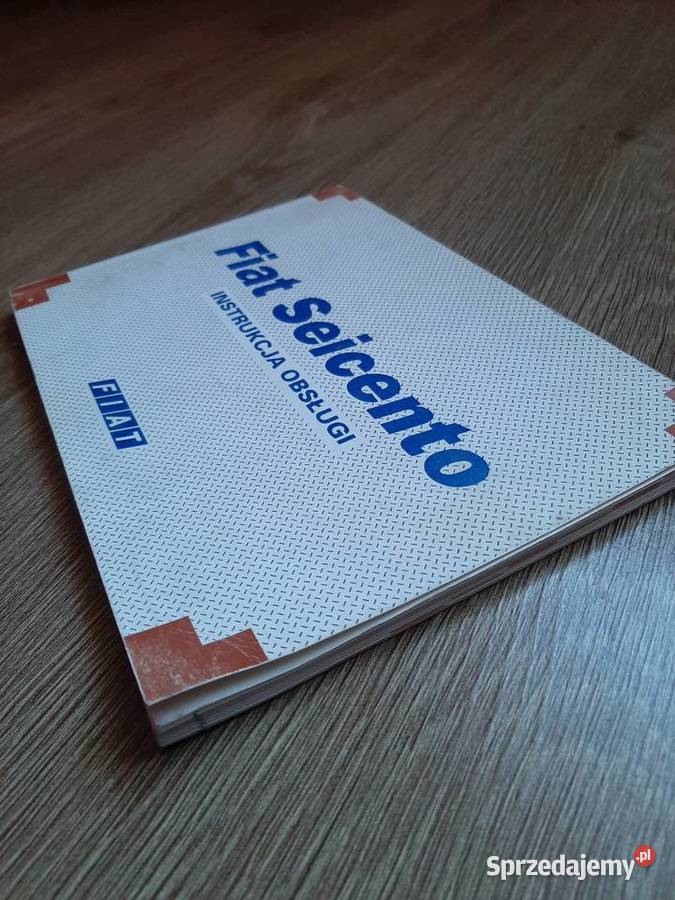 Fiat Seicento
INSTRUKCJA OBSŁUGI
FIAT
Sprzedajemy.pl